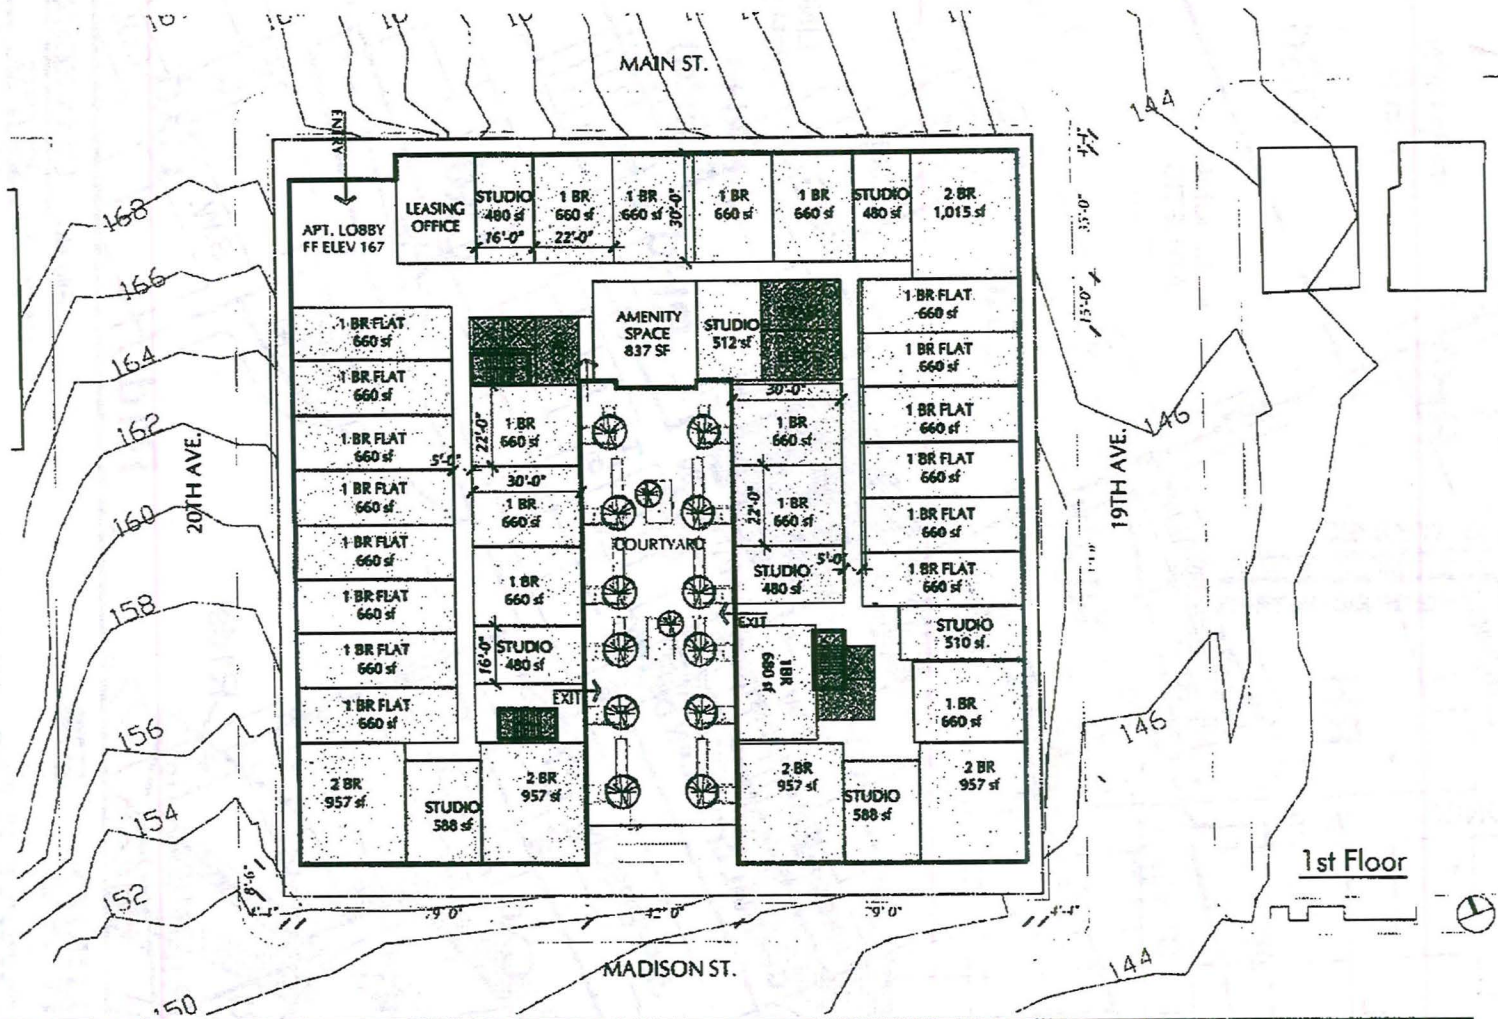 MAIN ST.
144
ENTRY
168
166
164
162
160
158
156
154
152
150
20TH AVE.
APT. LOBBY
FF ELEV 167
LEASING
OFFICE
STUDIO
480 sf
16'-0"
1 BR
660 sf
22'-0"
1 BR
660 sf
30'-0"
1 BR
660 sf
1 BR
660 sf
STUDIO
480 sf
2 BR
1,015 sf
4'-4"
35'-0"
15'-0"
1 BR FLAT
660 sf
1 BR FLAT
660 sf
1 BR FLAT
660 sf
1 BR FLAT
660 sf
1 BR FLAT
660 sf
1 BR FLAT
660 sf
1 BR FLAT
660 sf
1 BR FLAT
660 sf
5'-0"
AMENITY
SPACE
837 SF
STUDIO
512 sf
1 BR
660 sf
22'-0"
30'-0"
1 BR
660 sf
1 BR
660 sf
STUDIO
480 sf
16'-0"
EXIT
COURTYARD
30'-0"
1 BR
660 sf
1 BR
660 sf
22'-0"
STUDIO
480 sf
5'-0"
EXIT
1BR
680 sf
1 BR FLAT
660 sf
1 BR FLAT
660 sf
1 BR FLAT
660 sf
1 BR FLAT
660 sf
1 BR FLAT
660 sf
1 BR FLAT
660 sf
STUDIO
510 sf
1 BR
660 sf
2 BR
957 sf
STUDIO
588 sf
2 BR
957 sf
2 BR
957 sf
STUDIO
588 sf
2 BR
957 sf
19TH AVE.
146
146
144
8'-6"
4'-4"
79'-0"
42'-0"
79'-0"
4'-4"
MADISON ST.
1st Floor